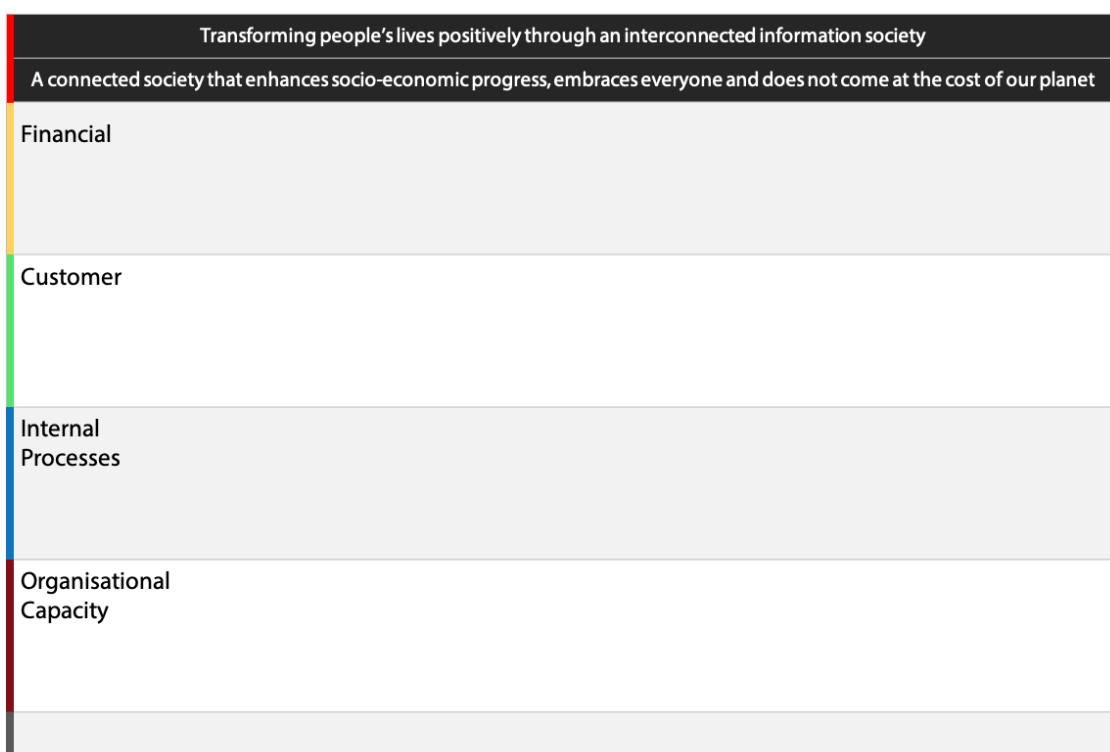 Transforming people's lives positively through an interconnected information society
A connected society that enhances socio-economic progress, embraces everyone and does not come at the cost of our planet
Financial
Customer
Internal
Processes
Organisational
Capacity